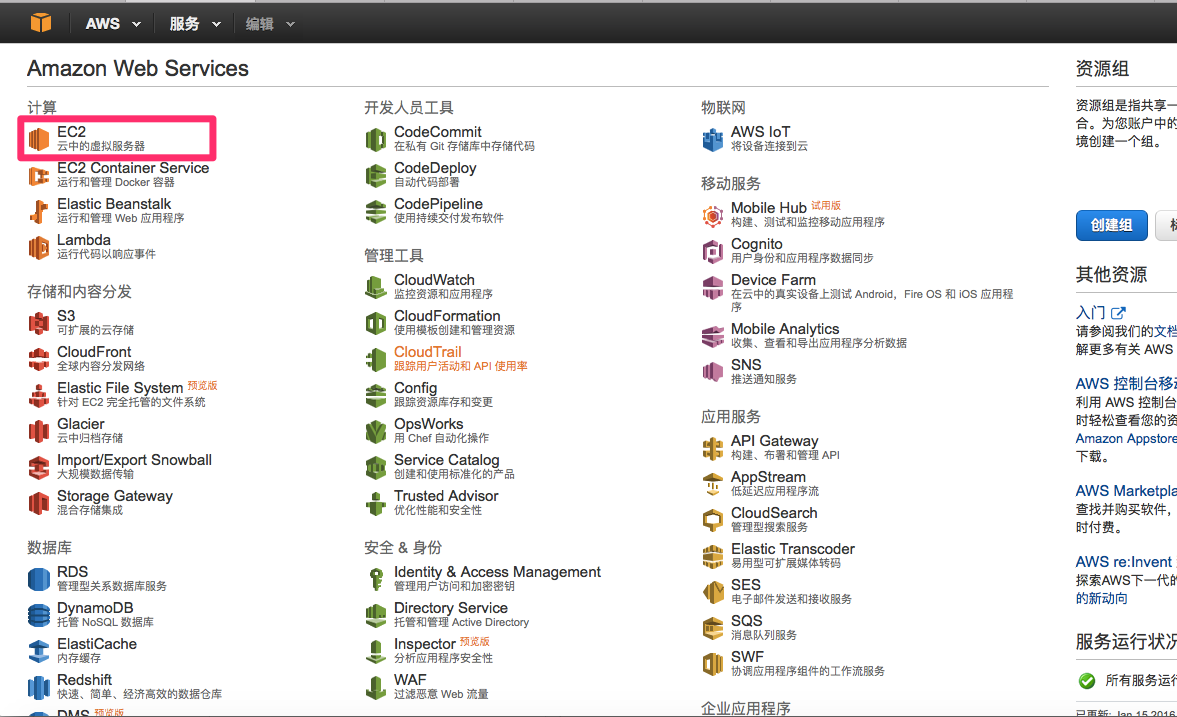 AWS 服务 编辑
Amazon Web Services
计算
EC2
云中的虚拟服务器
EC2 Container Service
运行和管理 Docker 容器
Elastic Beanstalk
运行和管理 Web 应用程序
Lambda
运行代码以响应事件
存储和内容分发
S3
可扩展的云存储
CloudFront
全球内容分发网络
Elastic File System 预览版
针对 EC2 完全托管的文件系统
Glacier
云中归档存储
Import/Export Snowball
大规模数据传输
Storage Gateway
混合存储集成
数据库
RDS
管理型关系数据库服务
DynamoDB
托管 NoSQL 数据库
ElastiCache
内存缓存
Redshift
快速、简单、经济高效的数据仓库
DMS 预览版
开发人员工具
CodeCommit
在私有 Git 存储库中存储代码
CodeDeploy
自动代码部署
CodePipeline
使用持续交付发布软件
管理工具
CloudWatch
监控资源和应用程序
CloudFormation
使用模板创建和管理资源
CloudTrail
跟踪用户活动和 API 使用率
Config
跟踪资源库存和变更
OpsWorks
用 Chef 自动化操作
Service Catalog
创建和使用标准化的产品
Trusted Advisor
优化性能和安全性
安全 & 身份
Identity & Access Management
管理用户访问和加密密钥
Directory Service
托管和管理 Active Directory
Inspector 预览版
分析应用程序安全性
WAF
过滤恶意 Web 流量
物联网
AWS IoT
将设备连接到云
移动服务
Mobile Hub 试用版
构建、测试和监控移动应用程序
Cognito
用户身份和应用程序数据同步
Device Farm
在云中的真实设备上测试 Android，Fire OS 和 iOS 应用程
序
Mobile Analytics
收集、查看和导出应用程序分析数据
SNS
推送通知服务
应用服务
API Gateway
构建、布署和管理 API
AppStream
低延迟应用程序流
CloudSearch
管理型搜索服务
Elastic Transcoder
易用型可扩展媒体转码
SES
电子邮件发送和接收服务
SQS
消息队列服务
SWF
协调应用程序组件的工作流服务
企业应用程序
资源组
资源组是指共享一
合。为您账户中的
境创建一个组。
创建组
其他资源
入门
请参阅我们的文档
解更多有关 AWS
AWS 控制台移动
利用 AWS 控制台
时轻松查看您的资
Amazon Appstore
下载。
AWS Marketpla
查找并购买软件，
时付费。
AWS re:Invent
探索AWS下一代的
的新动向
服务运行状况
所有服务运行
已更新: Jan 15 2016